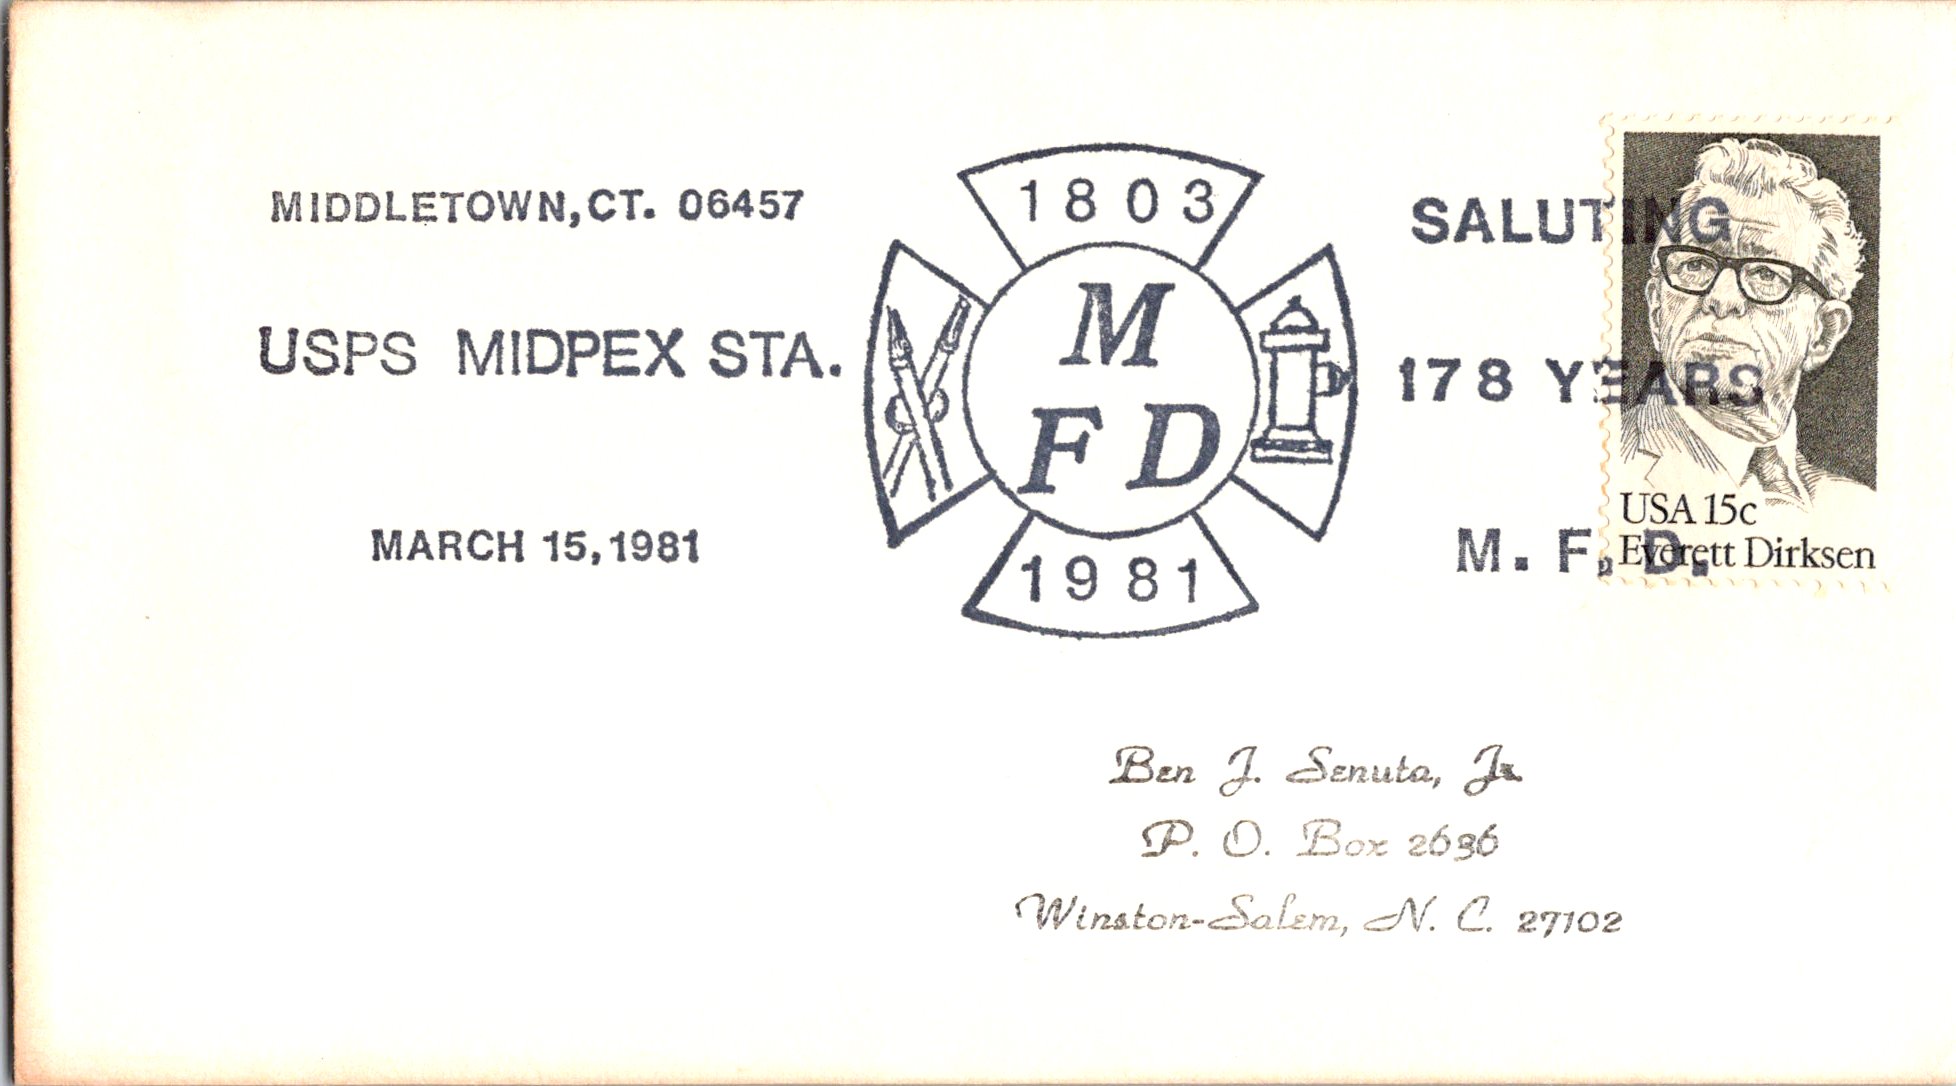 MIDDLETOWN, CT. 06457
USPS MIDPEX STA.
MARCH 15, 1981
1803
M
F D
1981
SALUTING
178 YEARS
M. F. D.
USA 15c
Everett Dirksen
Ben J. Senuta, Jr.
P. O. Box 2636
Winston-Salem, N. C. 27102